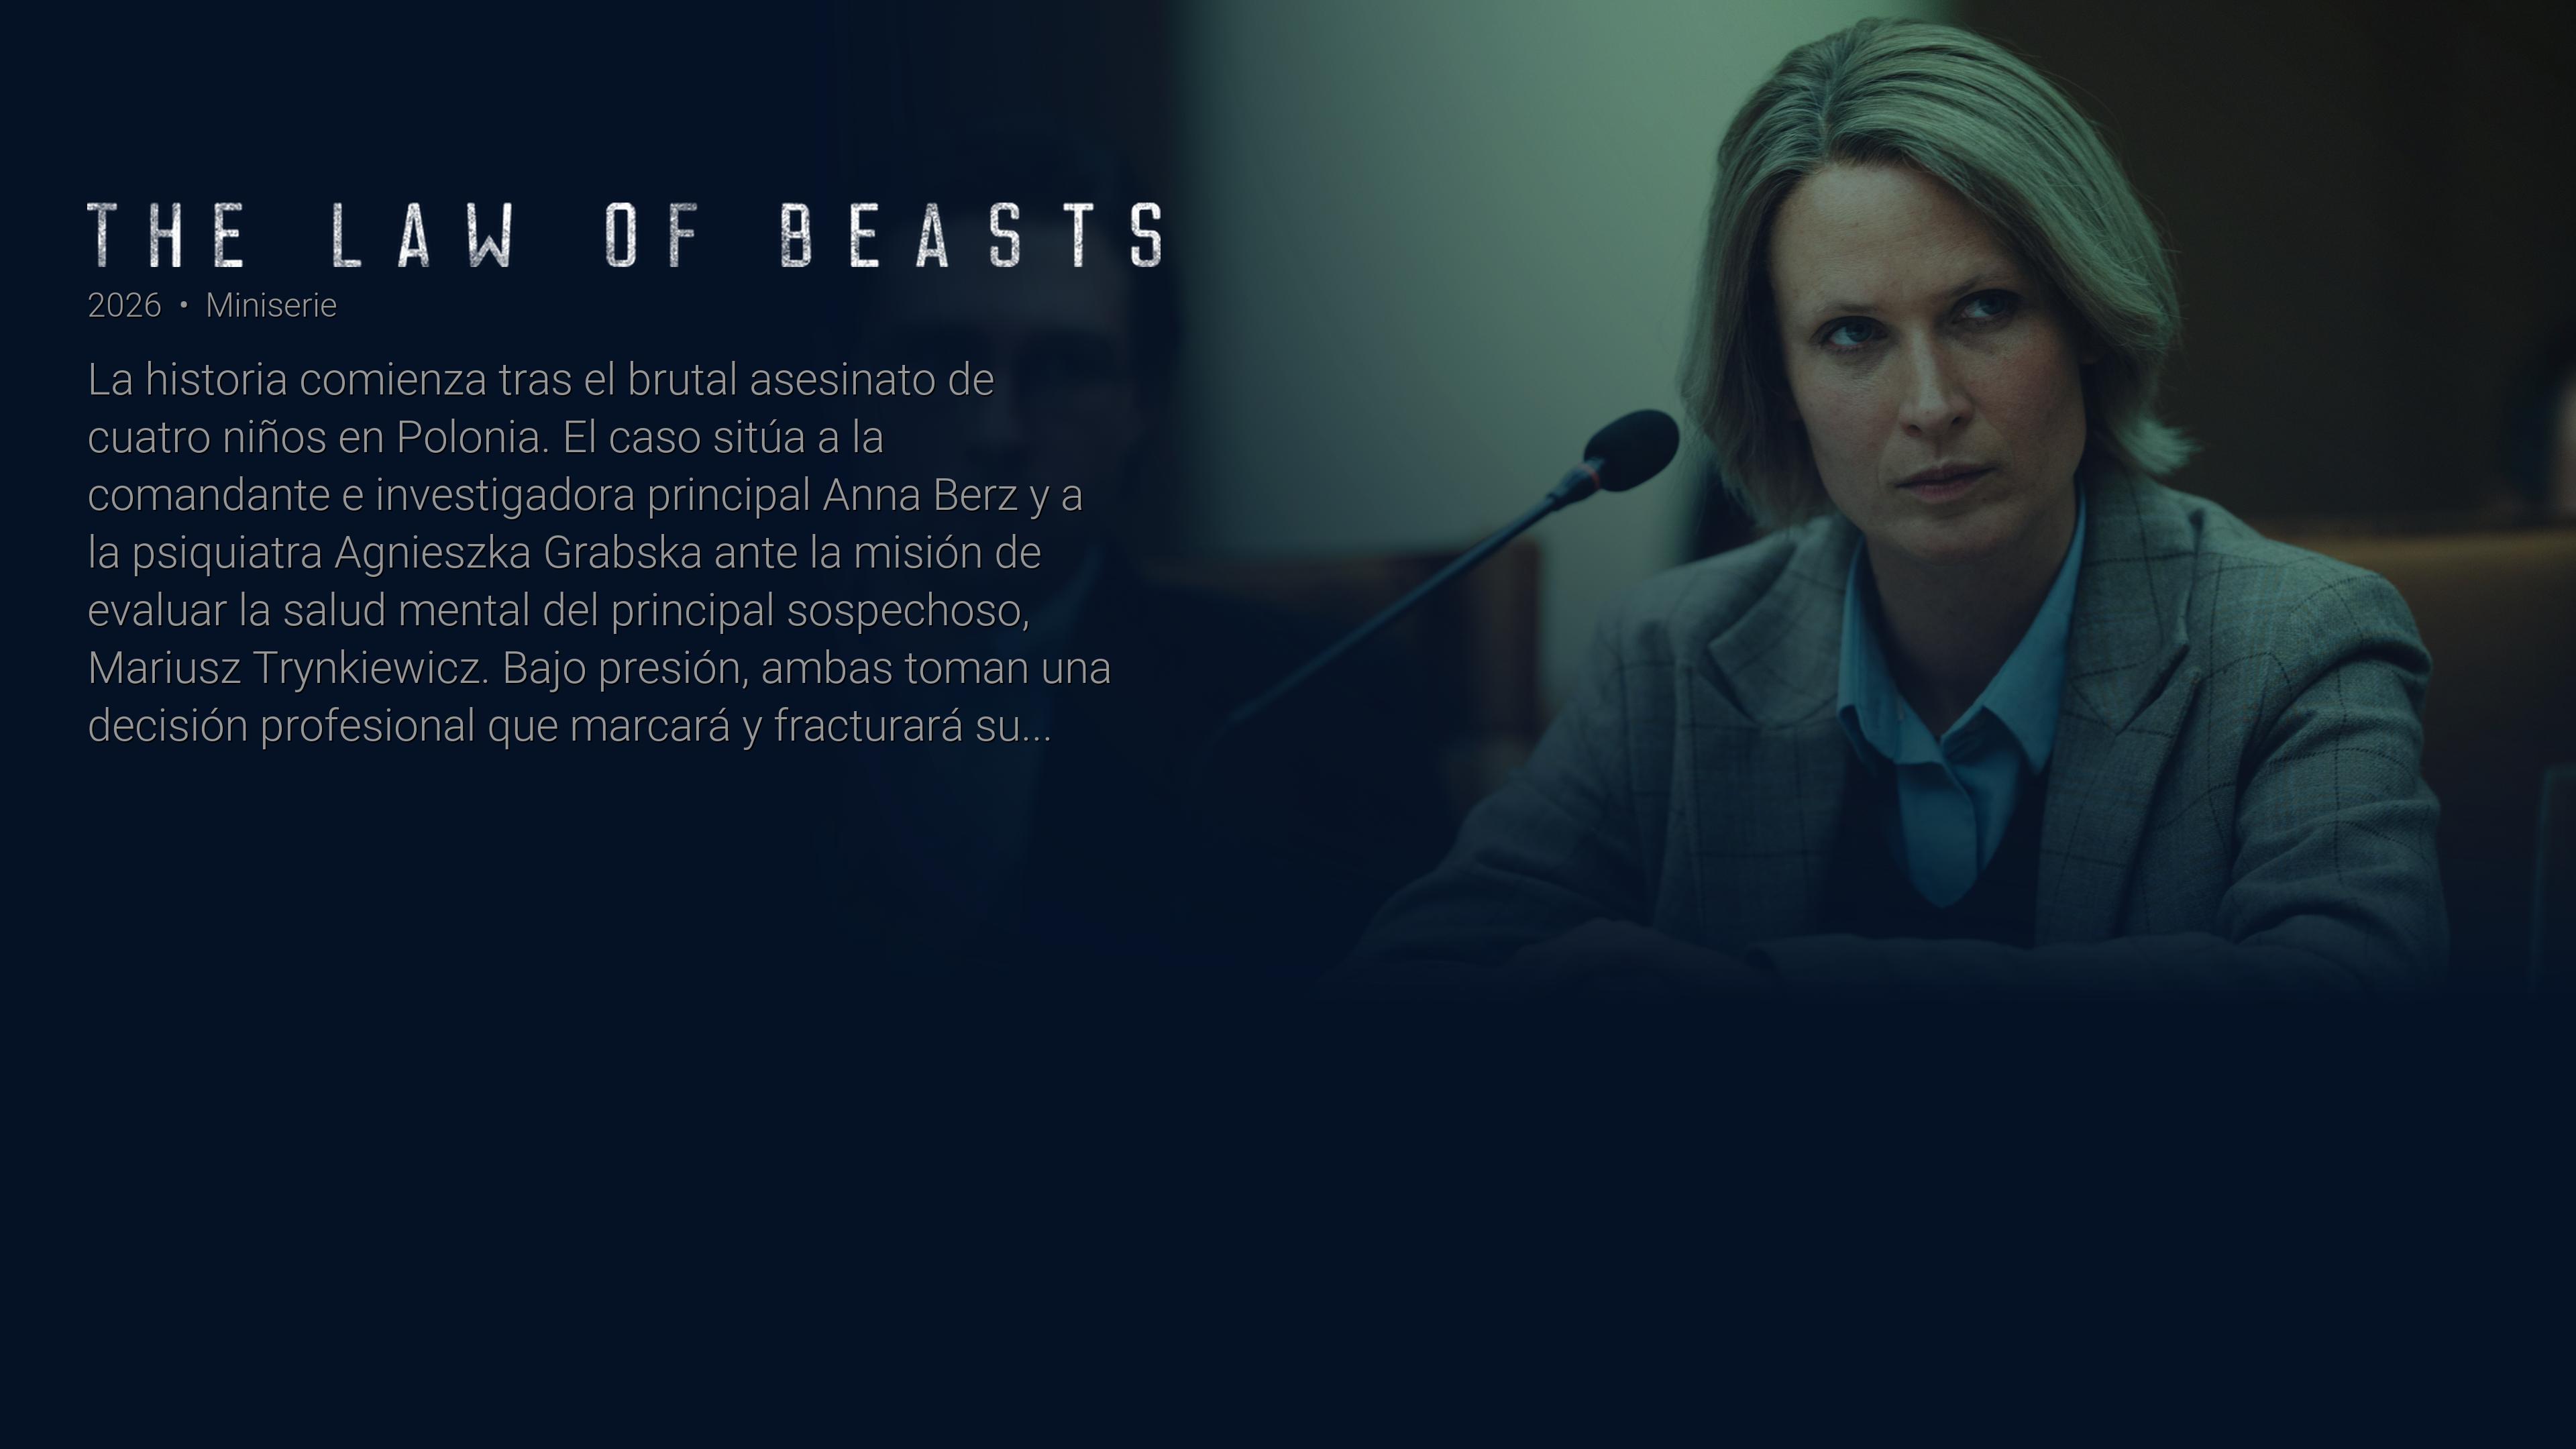 THE LAW OF BEASTS
2026 • Miniserie
La historia comienza tras el brutal asesinato de
cuatro niños en Polonia. El caso sitúa a la
comandante e investigadora principal Anna Berz y a
la psiquiatra Agnieszka Grabska ante la misión de
evaluar la salud mental del principal sospechoso,
Mariusz Trynkiewicz. Bajo presión, ambas toman una
decisión profesional que marcará y fracturará su...